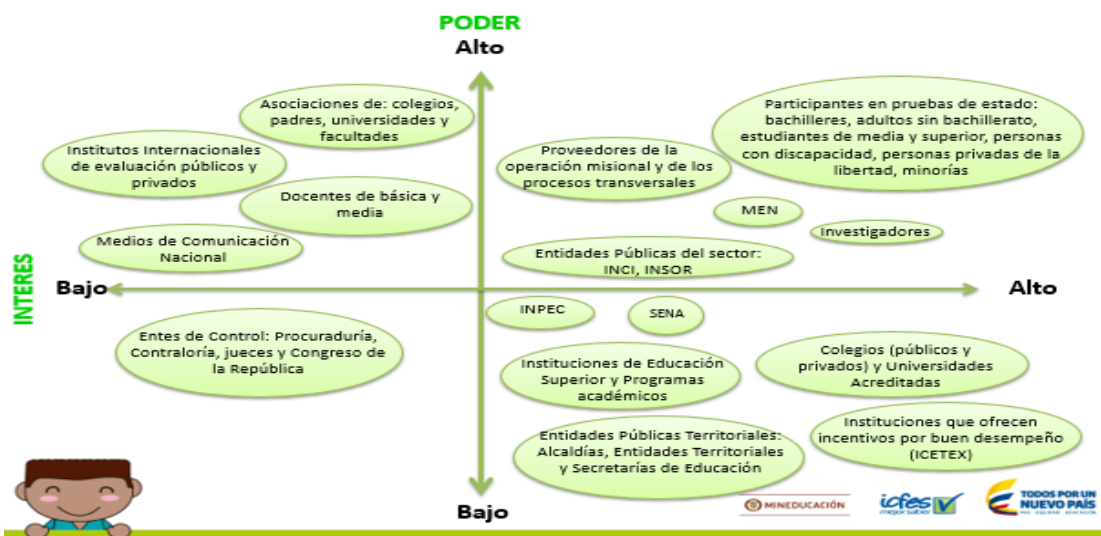 PODER
Alto
Asociaciones de: colegios,
padres, universidades y
facultades
Institutos Internacionales
de evaluación públicos y
privados
Docentes de básica y
media
Medios de Comunicación
Nacional
Proveedores de la
operación misional y de los
procesos transversales
Participantes en pruebas de estado:
bachilleres, adultos sin bachillerato,
estudiantes de media y superior, personas
con discapacidad, personas privadas de la
libertad, minorías
MEN
Investigadores
Entidades Públicas del sector:
INCI, INSOR
INTERES
Bajo
Alto
Entes de Control: Procuraduría,
Contraloría, jueces y Congreso de
la República
INPEC
SENA
Instituciones de Educación
Superior y Programas
académicos
Colegios (públicos y
privados) y Universidades
Acreditadas
Entidades Públicas Territoriales:
Alcaldías, Entidades Territoriales
y Secretarías de Educación
Instituciones que ofrecen
incentivos por buen desempeño
(ICETEX)
Bajo
MINEDUCACIÓN
icfes
mejor saber
TODOS POR UN
NUEVO PAÍS
PAZ EQUIDAD EDUCACIÓN